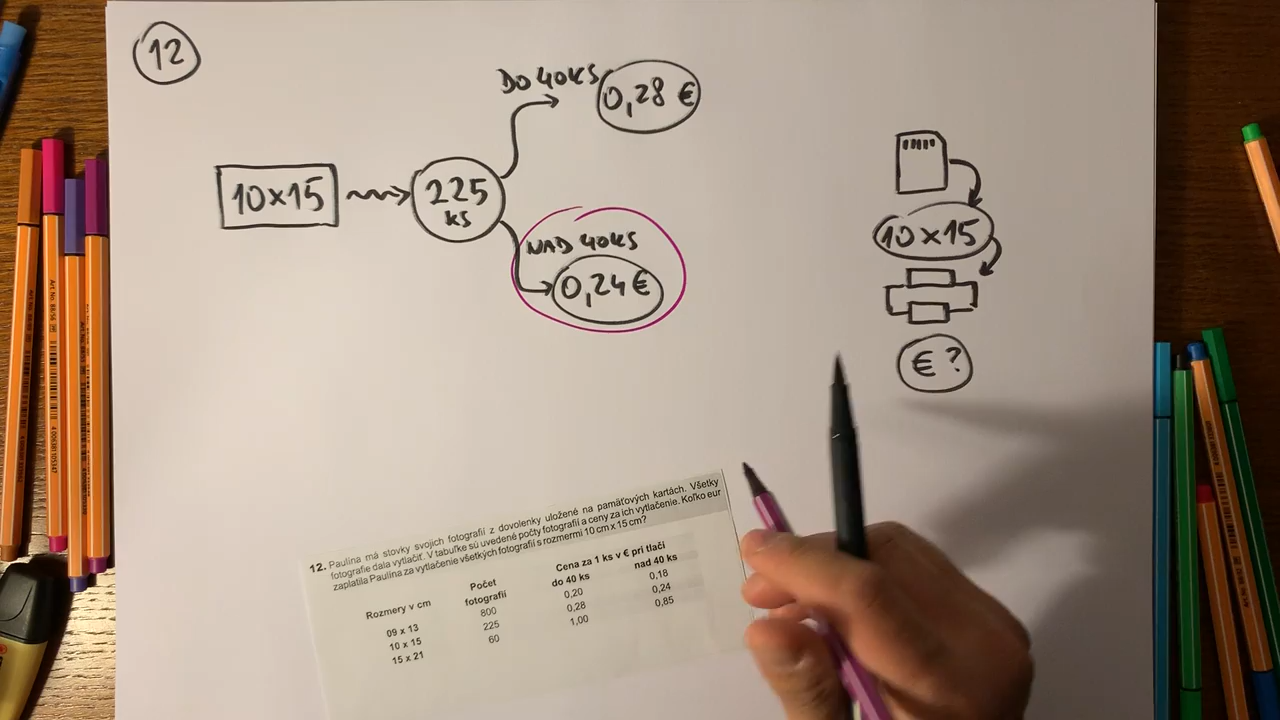 12
DO 40KS 0,28 €
10x15
225
KS
NAD 40KS
0,24 €
10x15
€ ?
12. Paulína má stovky svojich fotografií z dovolenky uložené na pamäťových kartách. Všetky
fotografie dala vytlačiť. V tabuľke sú uvedené počty fotografií a ceny za ich vytlačenie. Koľko eur
zaplatila Paulína za vytlačenie všetkých fotografií s rozmermi 10 cm x 15 cm?
Rozmery v cm
Počet
fotografií
Cena za 1 ks v € pri tlači
do 40 ks nad 40 ks
09 x 13 800 0,20 0,18
10 x 15 225 0,28 0,24
15 x 21 60 1,00 0,85